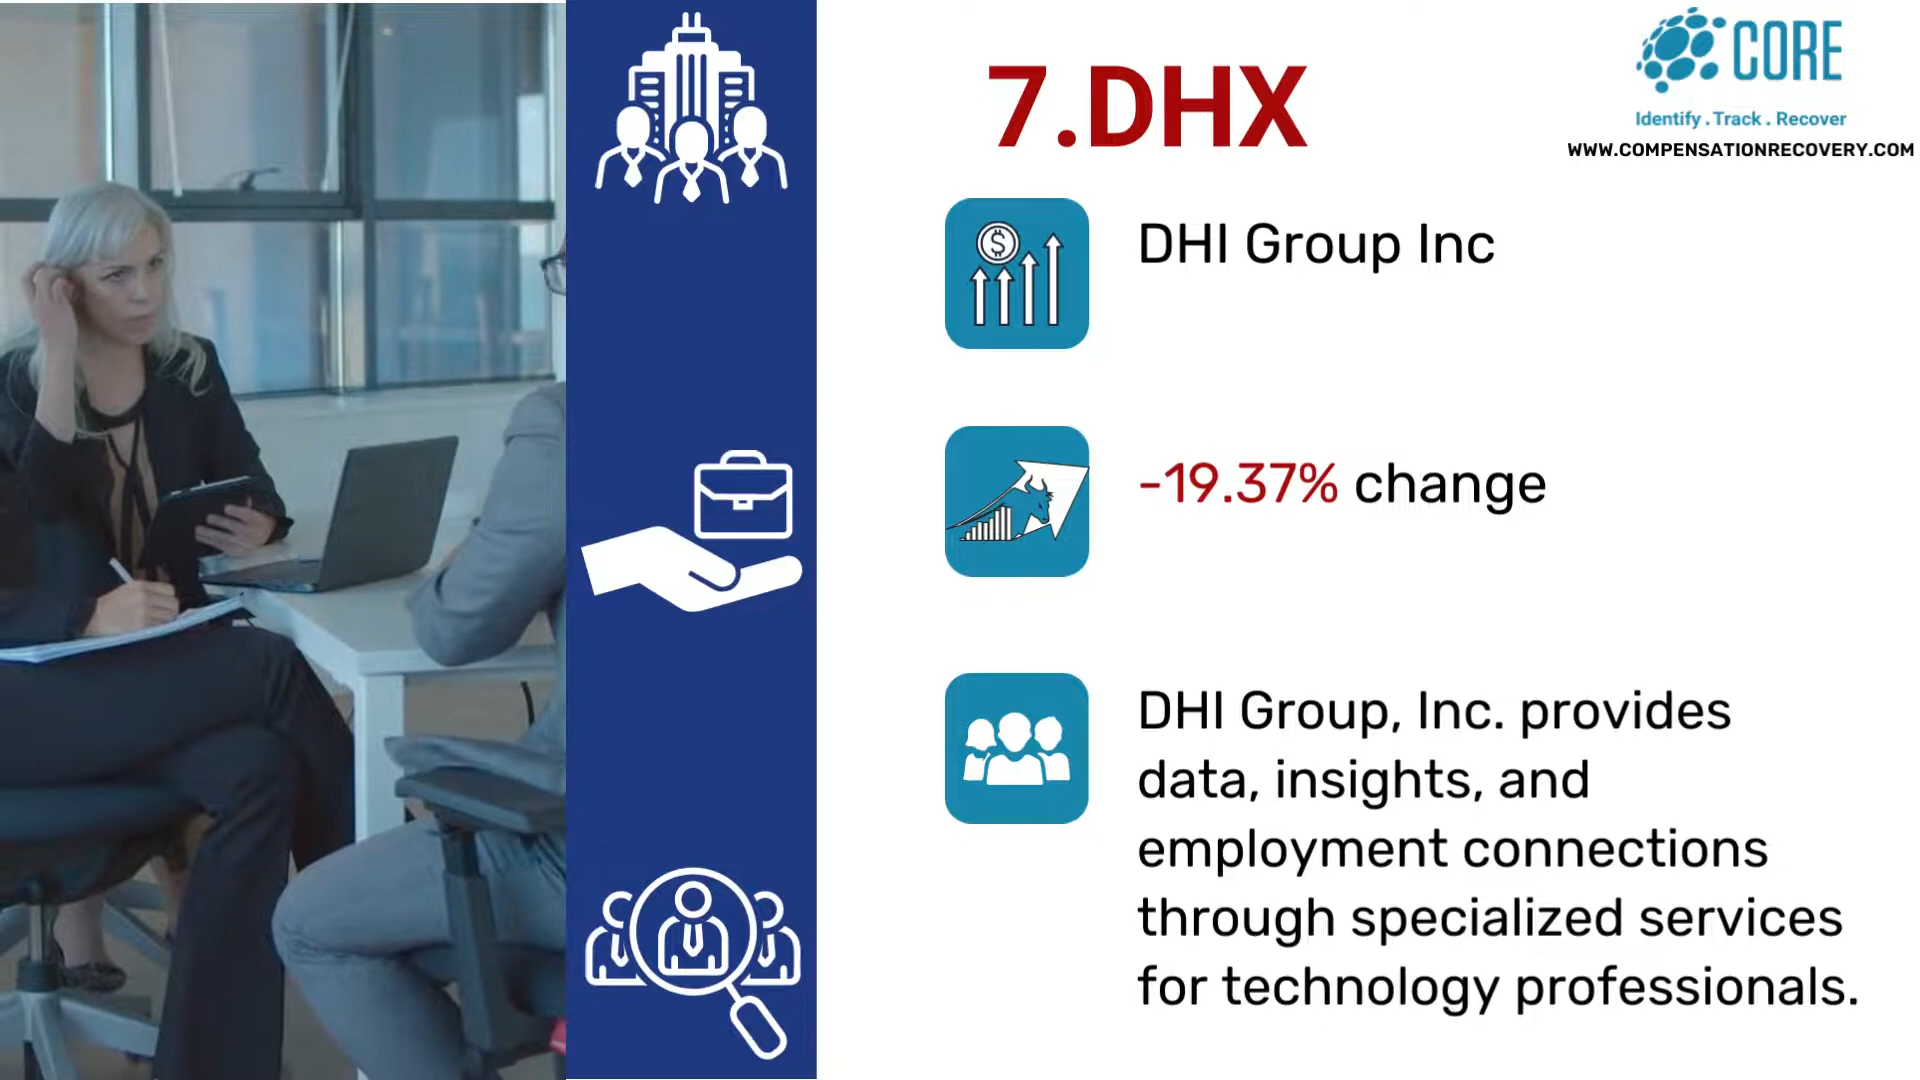 7.DHX
CORE
Identify . Track . Recover
WWW.COMPENSATIONRECOVERY.COM
DHI Group Inc
$
-19.37% change
DHI Group, Inc. provides
data, insights, and
employment connections
through specialized services
for technology professionals.